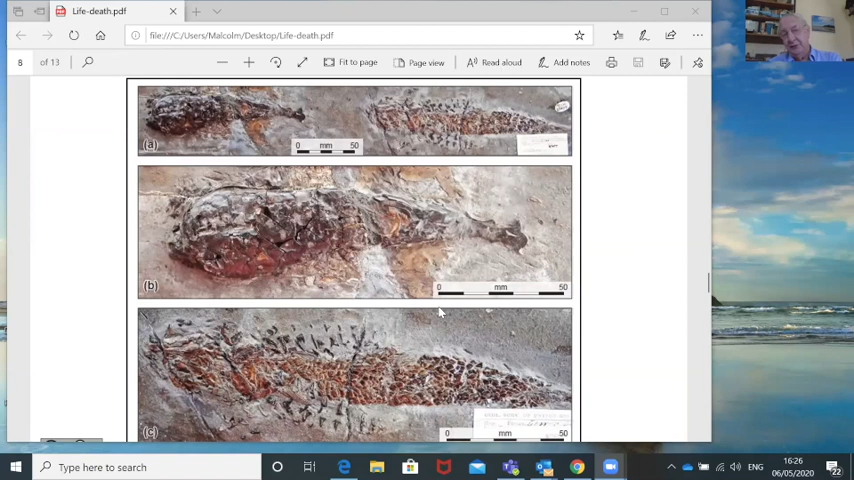 Life-death.pdf
file:///C:/Users/Malcolm/Desktop/Life-death.pdf
8 of 13
Fit to page
Page view
Read aloud
Add notes
(a)
0 mm 50
(b)
0 mm 50
(c)
0 mm 50
Type here to search
ENG
16:26
06/05/2020
22